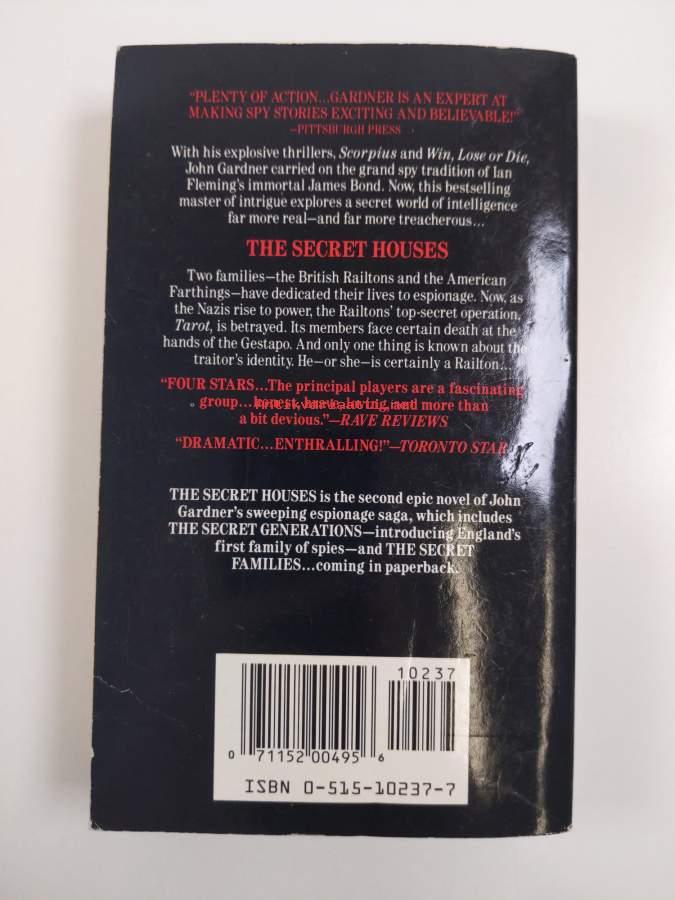 “PLENTY OF ACTION...GARDNER IS AN EXPERT AT
MAKING SPY STORIES EXCITING AND BELIEVABLE!”
—PITTSBURGH PRESS
With his explosive thrillers, Scorpius and Win, Lose or Die,
John Gardner carried on the grand spy tradition of Ian
Fleming's immortal James Bond. Now, this bestselling
master of intrigue explores a secret world of intelligence
far more real—and far more treacherous...
THE SECRET HOUSES
Two families—the British Railtons and the American
Farthings—have dedicated their lives to espionage. Now, as
the Nazis rise to power, the Railtons' top-secret operation,
Tarot, is betrayed. Its members face certain death at the
hands of the Gestapo. And only one thing is known about the
traitor's identity. He—or she—is certainly a Railton...
“FOUR STARS...The principal players are a fascinating
group...honest, brave, loving, and more than
a bit devious.”—RAVE REVIEWS
“DRAMATIC...ENTHRALLING!”—TORONTO STAR
THE SECRET HOUSES is the second epic novel of John
Gardner's sweeping espionage saga, which includes
THE SECRET GENERATIONS—introducing England's
first family of spies—and THE SECRET
FAMILIES...coming in paperback.
10237
0 71152 00495 6
ISBN 0-515-10237-7